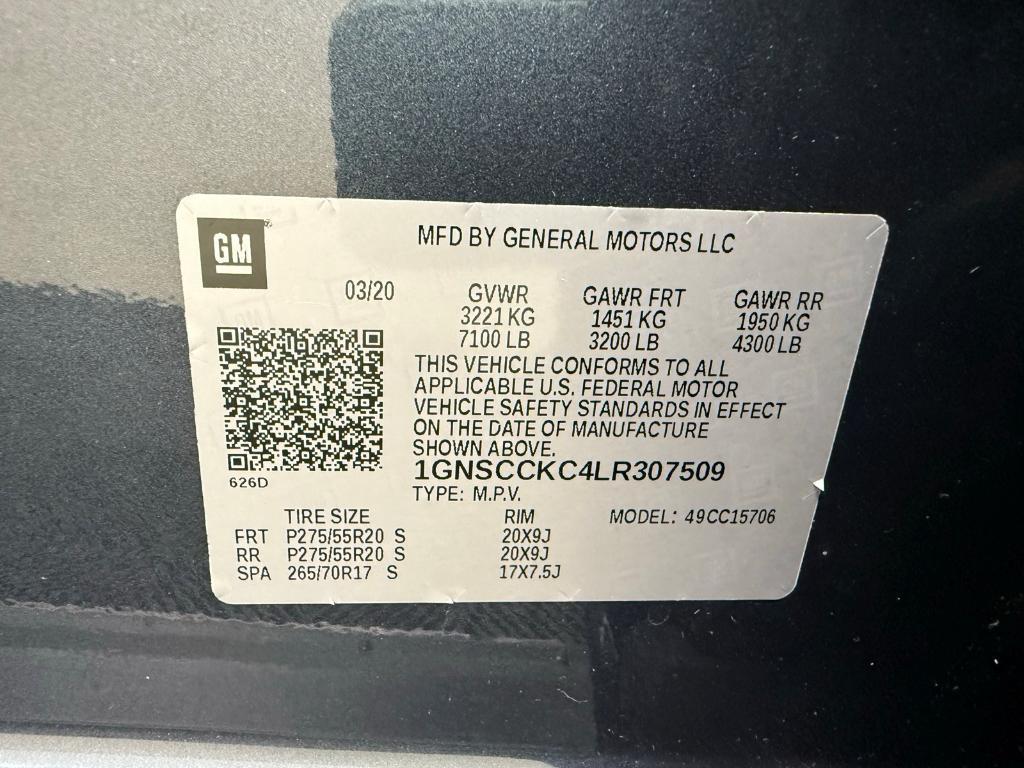 GM
MFD BY GENERAL MOTORS LLC
03/20
GVWR GAWR FRT GAWR RR
3221 KG 1451 KG 1950 KG
7100 LB 3200 LB 4300 LB
THIS VEHICLE CONFORMS TO ALL
APPLICABLE U.S. FEDERAL MOTOR
VEHICLE SAFETY STANDARDS IN EFFECT
ON THE DATE OF MANUFACTURE
SHOWN ABOVE.
626D
1GNSCCKC4LR307509
TYPE: M.P.V.
TIRE SIZE RIM MODEL: 49CC15706
FRT P275/55R20 S 20X9J
RR P275/55R20 S 20X9J
SPA 265/70R17 S 17X7.5J